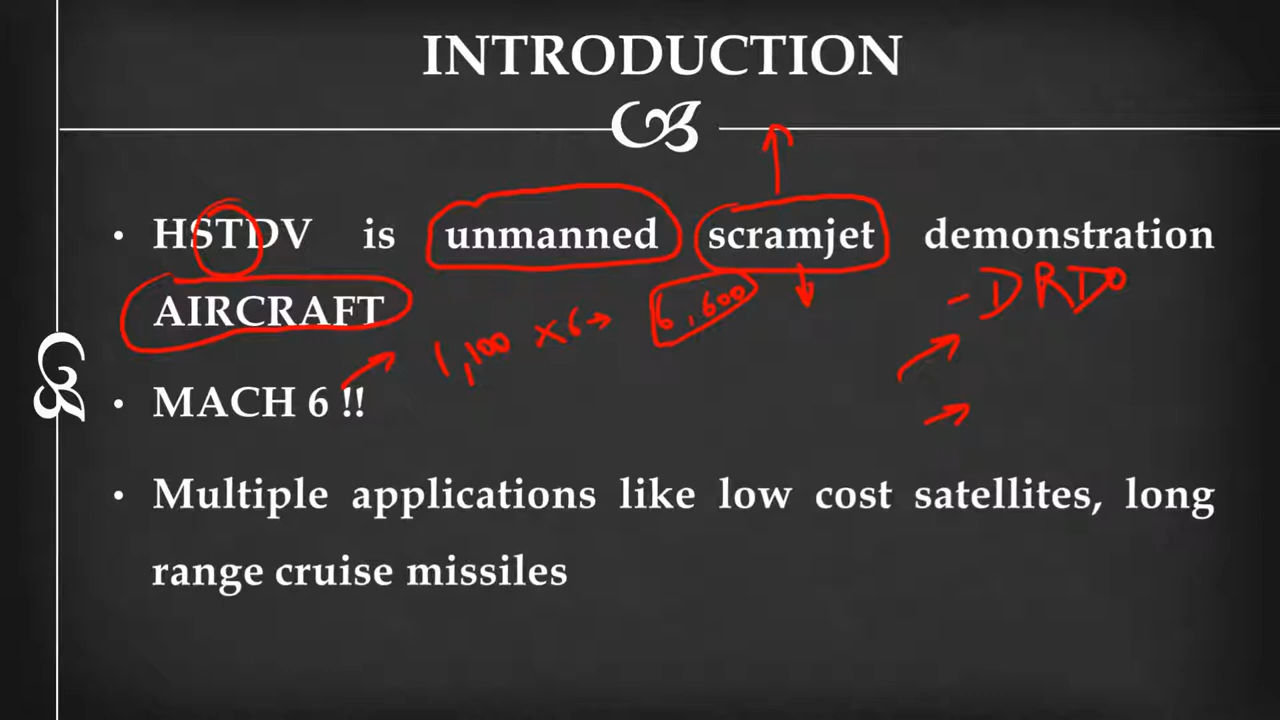 INTRODUCTION
• HSTDV is unmanned scramjet demonstration
- DRDO
AIRCRAFT
1,100 x 6 → 6,600
• MACH 6 !!
• Multiple applications like low cost satellites, long
range cruise missiles